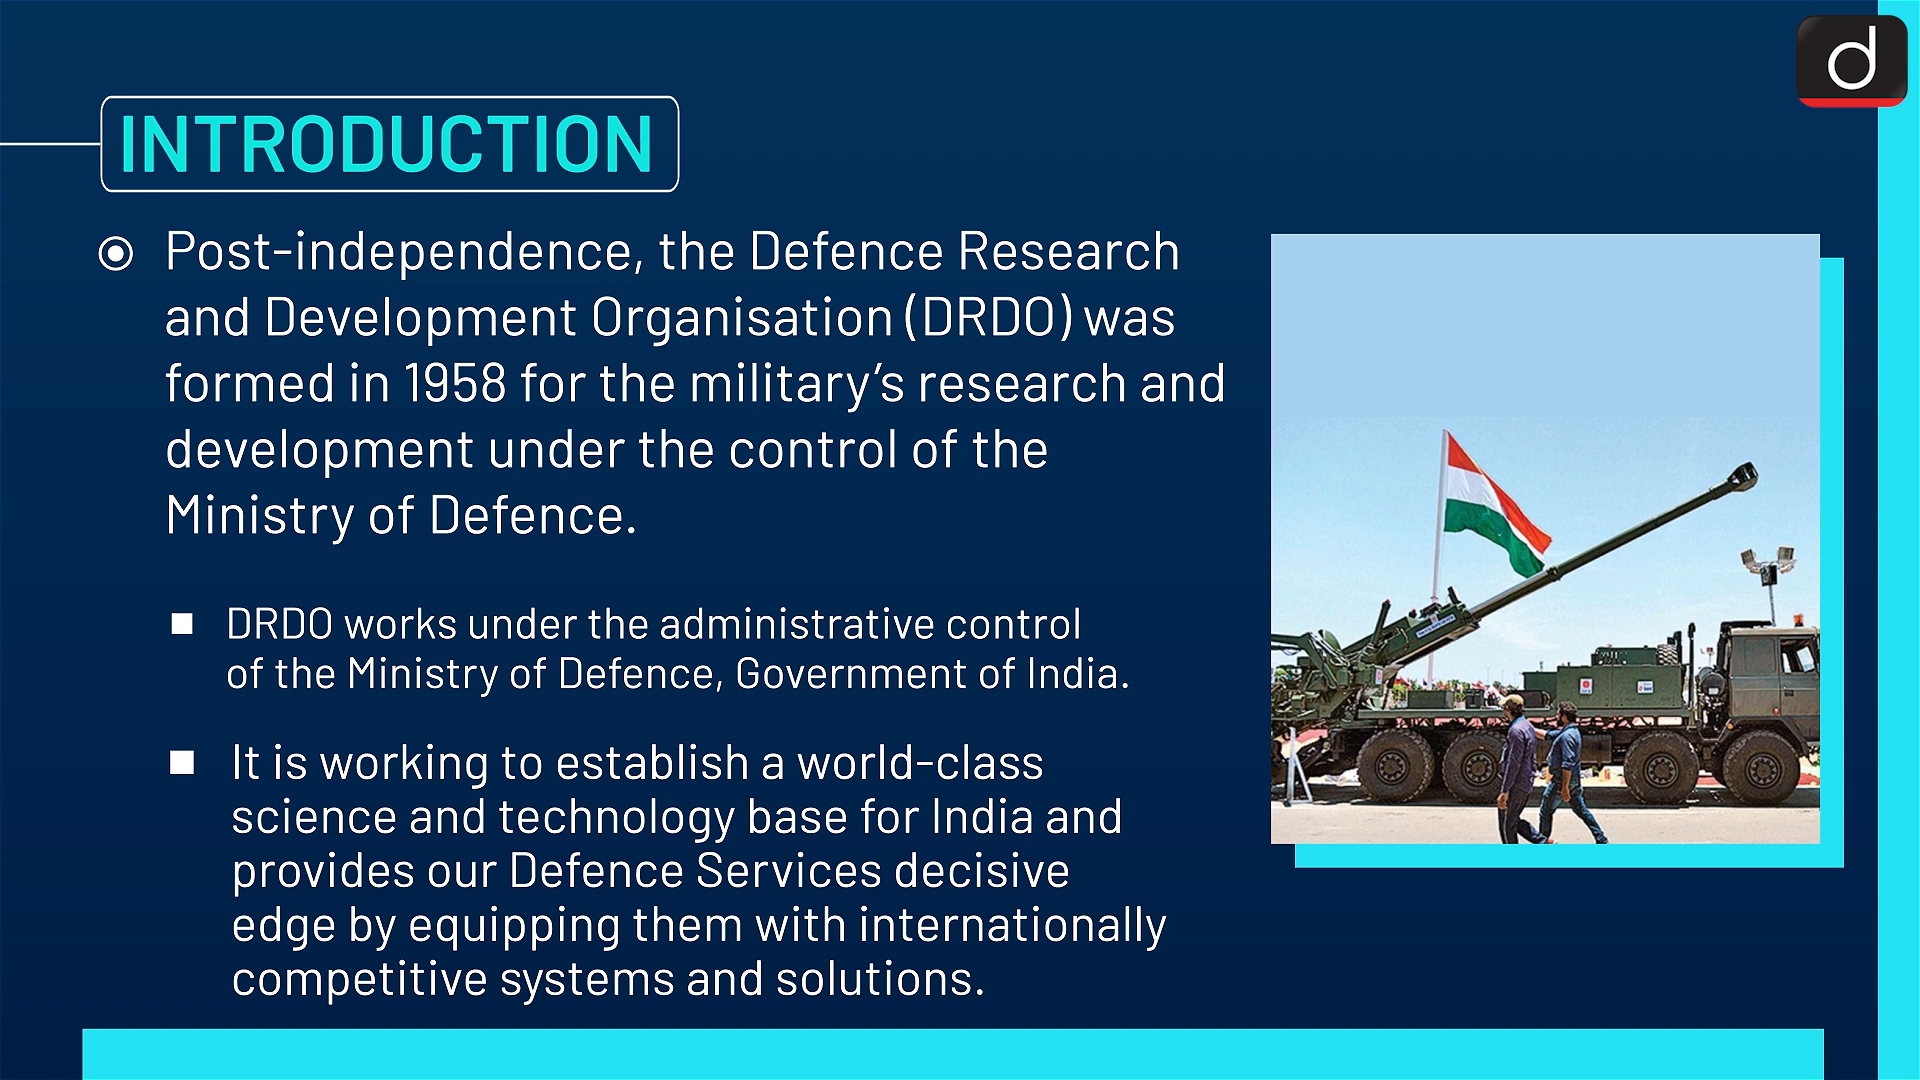 d
INTRODUCTION
Post-independence, the Defence Research
and Development Organisation (DRDO) was
formed in 1958 for the military’s research and
development under the control of the
Ministry of Defence.
DRDO works under the administrative control
of the Ministry of Defence, Government of India.
It is working to establish a world-class
science and technology base for India and
provides our Defence Services decisive
edge by equipping them with internationally
competitive systems and solutions.